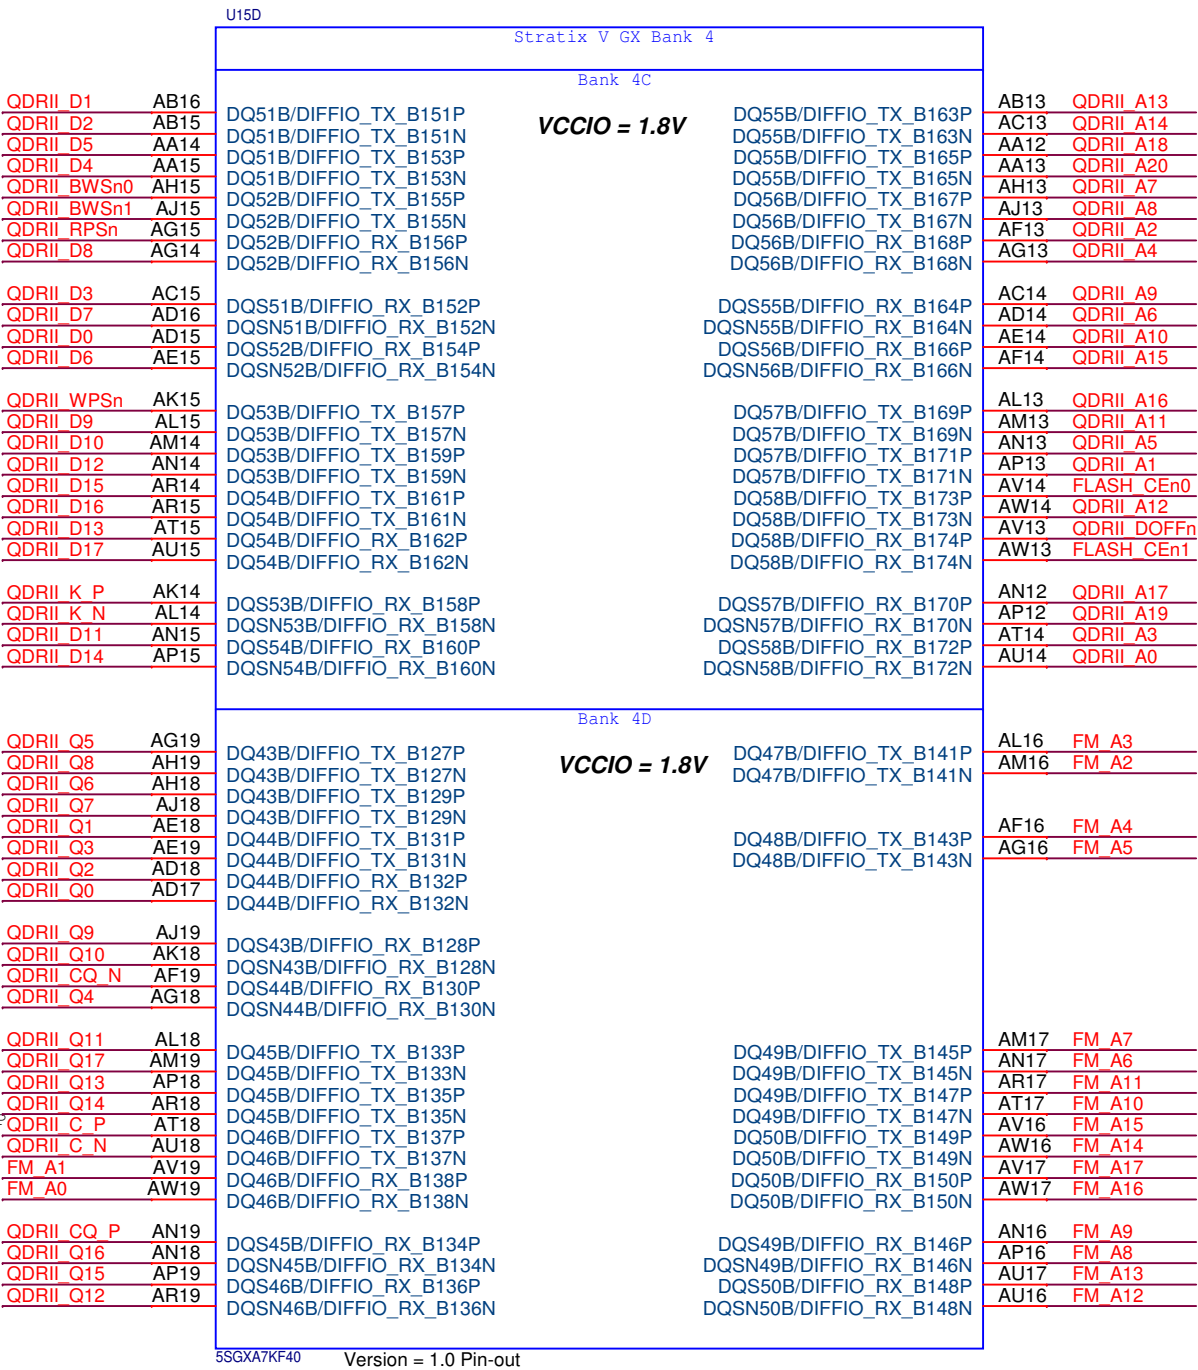 U15D
Stratix V GX Bank 4
Bank 4C
VCCIO = 1.8V
QDRII_D1 AB16 DQ51B/DIFFIO_TX_B151P DQ55B/DIFFIO_TX_B163P AB13 QDRII_A13
QDRII_D2 AB15 DQ51B/DIFFIO_TX_B151N DQ55B/DIFFIO_TX_B163N AC13 QDRII_A14
QDRII_D5 AA14 DQ51B/DIFFIO_TX_B153P DQ55B/DIFFIO_TX_B165P AA12 QDRII_A18
QDRII_D4 AA15 DQ51B/DIFFIO_TX_B153N DQ55B/DIFFIO_TX_B165N AA13 QDRII_A20
QDRII_BWSn0 AH15 DQ52B/DIFFIO_TX_B155P DQ56B/DIFFIO_TX_B167P AH13 QDRII_A7
QDRII_BWSn1 AJ15 DQ52B/DIFFIO_TX_B155N DQ56B/DIFFIO_TX_B167N AJ13 QDRII_A8
QDRII_RPSn AG15 DQ52B/DIFFIO_RX_B156P DQ56B/DIFFIO_RX_B168P AF13 QDRII_A2
QDRII_D8 AG14 DQ52B/DIFFIO_RX_B156N DQ56B/DIFFIO_RX_B168N AG13 QDRII_A4
QDRII_D3 AC15 DQS51B/DIFFIO_RX_B152P DQS55B/DIFFIO_RX_B164P AC14 QDRII_A9
QDRII_D7 AD16 DQSN51B/DIFFIO_RX_B152N DQSN55B/DIFFIO_RX_B164N AD14 QDRII_A6
QDRII_D0 AD15 DQS52B/DIFFIO_RX_B154P DQS56B/DIFFIO_RX_B166P AE14 QDRII_A10
QDRII_D6 AE15 DQSN52B/DIFFIO_RX_B154N DQSN56B/DIFFIO_RX_B166N AF14 QDRII_A15
QDRII_WPSn AK15 DQ53B/DIFFIO_TX_B157P DQ57B/DIFFIO_TX_B169P AL13 QDRII_A16
QDRII_D9 AL15 DQ53B/DIFFIO_TX_B157N DQ57B/DIFFIO_TX_B169N AM13 QDRII_A11
QDRII_D10 AM14 DQ53B/DIFFIO_TX_B159P DQ57B/DIFFIO_TX_B171P AN13 QDRII_A5
QDRII_D12 AN14 DQ53B/DIFFIO_TX_B159N DQ57B/DIFFIO_TX_B171N AP13 QDRII_A1
QDRII_D15 AR14 DQ54B/DIFFIO_TX_B161P DQ58B/DIFFIO_TX_B173P AV14 FLASH_CEn0
QDRII_D16 AR15 DQ54B/DIFFIO_TX_B161N DQ58B/DIFFIO_TX_B173N AW14 QDRII_A12
QDRII_D13 AT15 DQ54B/DIFFIO_RX_B162P DQ58B/DIFFIO_RX_B174P AV13 QDRII_DOFFn
QDRII_D17 AU15 DQ54B/DIFFIO_RX_B162N DQ58B/DIFFIO_RX_B174N AW13 FLASH_CEn1
QDRII_K_P AK14 DQS53B/DIFFIO_RX_B158P DQS57B/DIFFIO_RX_B170P AN12 QDRII_A17
QDRII_K_N AL14 DQSN53B/DIFFIO_RX_B158N DQSN57B/DIFFIO_RX_B170N AP12 QDRII_A19
QDRII_D11 AN15 DQS54B/DIFFIO_RX_B160P DQS58B/DIFFIO_RX_B172P AT14 QDRII_A3
QDRII_D14 AP15 DQSN54B/DIFFIO_RX_B160N DQSN58B/DIFFIO_RX_B172N AU14 QDRII_A0
Bank 4D
VCCIO = 1.8V
QDRII_Q5 AG19 DQ43B/DIFFIO_TX_B127P DQ47B/DIFFIO_TX_B141P AL16 FM_A3
QDRII_Q8 AH19 DQ43B/DIFFIO_TX_B127N DQ47B/DIFFIO_TX_B141N AM16 FM_A2
QDRII_Q6 AH18 DQ43B/DIFFIO_TX_B129P
QDRII_Q7 AJ18 DQ43B/DIFFIO_TX_B129N
QDRII_Q1 AE18 DQ44B/DIFFIO_TX_B131P DQ48B/DIFFIO_TX_B143P AF16 FM_A4
QDRII_Q3 AE19 DQ44B/DIFFIO_TX_B131N DQ48B/DIFFIO_TX_B143N AG16 FM_A5
QDRII_Q2 AD18 DQ44B/DIFFIO_RX_B132P
QDRII_Q0 AD17 DQ44B/DIFFIO_RX_B132N
QDRII_Q9 AJ19 DQS43B/DIFFIO_RX_B128P
QDRII_Q10 AK18 DQSN43B/DIFFIO_RX_B128N
QDRII_CQ_N AF19 DQS44B/DIFFIO_RX_B130P
QDRII_Q4 AG18 DQSN44B/DIFFIO_RX_B130N
QDRII_Q11 AL18 DQ45B/DIFFIO_TX_B133P DQ49B/DIFFIO_TX_B145P AM17 FM_A7
QDRII_Q17 AM19 DQ45B/DIFFIO_TX_B133N DQ49B/DIFFIO_TX_B145N AN17 FM_A6
QDRII_Q13 AP18 DQ45B/DIFFIO_TX_B135P DQ49B/DIFFIO_TX_B147P AR17 FM_A11
QDRII_Q14 AR18 DQ45B/DIFFIO_TX_B135N DQ49B/DIFFIO_TX_B147N AT17 FM_A10
QDRII_C_P AT18 DQ46B/DIFFIO_TX_B137P DQ50B/DIFFIO_TX_B149P AV16 FM_A15
QDRII_C_N AU18 DQ46B/DIFFIO_TX_B137N DQ50B/DIFFIO_TX_B149N AW16 FM_A14
FM_A1 AV19 DQ46B/DIFFIO_RX_B138P DQ50B/DIFFIO_RX_B150P AV17 FM_A17
FM_A0 AW19 DQ46B/DIFFIO_RX_B138N DQ50B/DIFFIO_RX_B150N AW17 FM_A16
QDRII_CQ_P AN19 DQS45B/DIFFIO_RX_B134P DQS49B/DIFFIO_RX_B146P AN16 FM_A9
QDRII_Q16 AN18 DQSN45B/DIFFIO_RX_B134N DQSN49B/DIFFIO_RX_B146N AP16 FM_A8
QDRII_Q15 AP19 DQS46B/DIFFIO_RX_B136P DQS50B/DIFFIO_RX_B148P AU17 FM_A13
QDRII_Q12 AR19 DQSN46B/DIFFIO_RX_B136N DQSN50B/DIFFIO_RX_B148N AU16 FM_A12
5SGXA7KF40 Version = 1.0 Pin-out